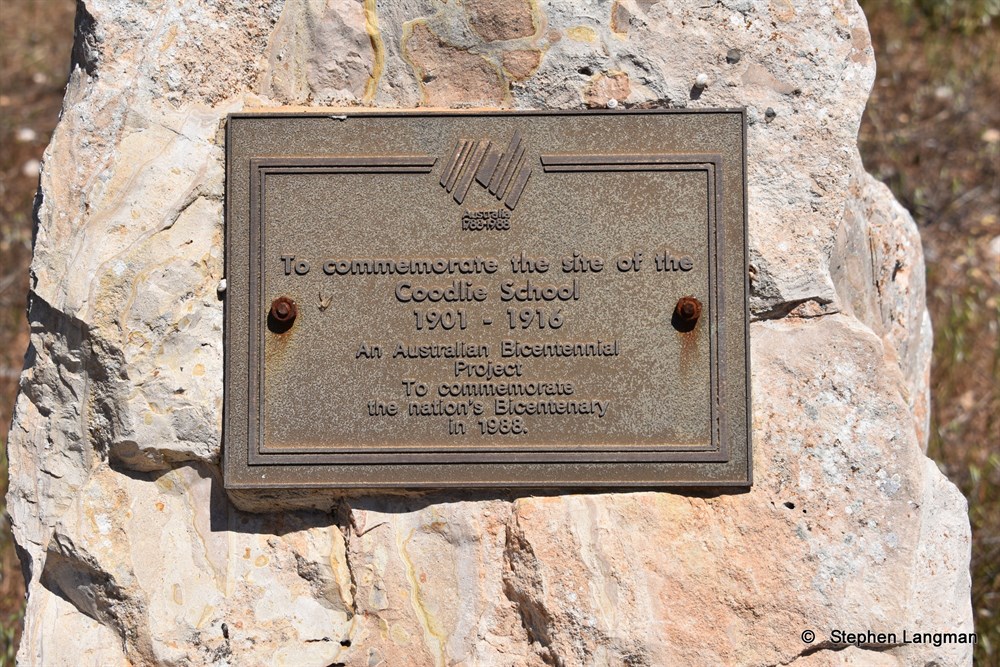 Australia
1788-1988
To commemorate the site of the
Coodlie School
1901 - 1916
An Australian Bicentennial
Project
To commemorate
the nation's Bicentenary
in 1988.
© Stephen Langman